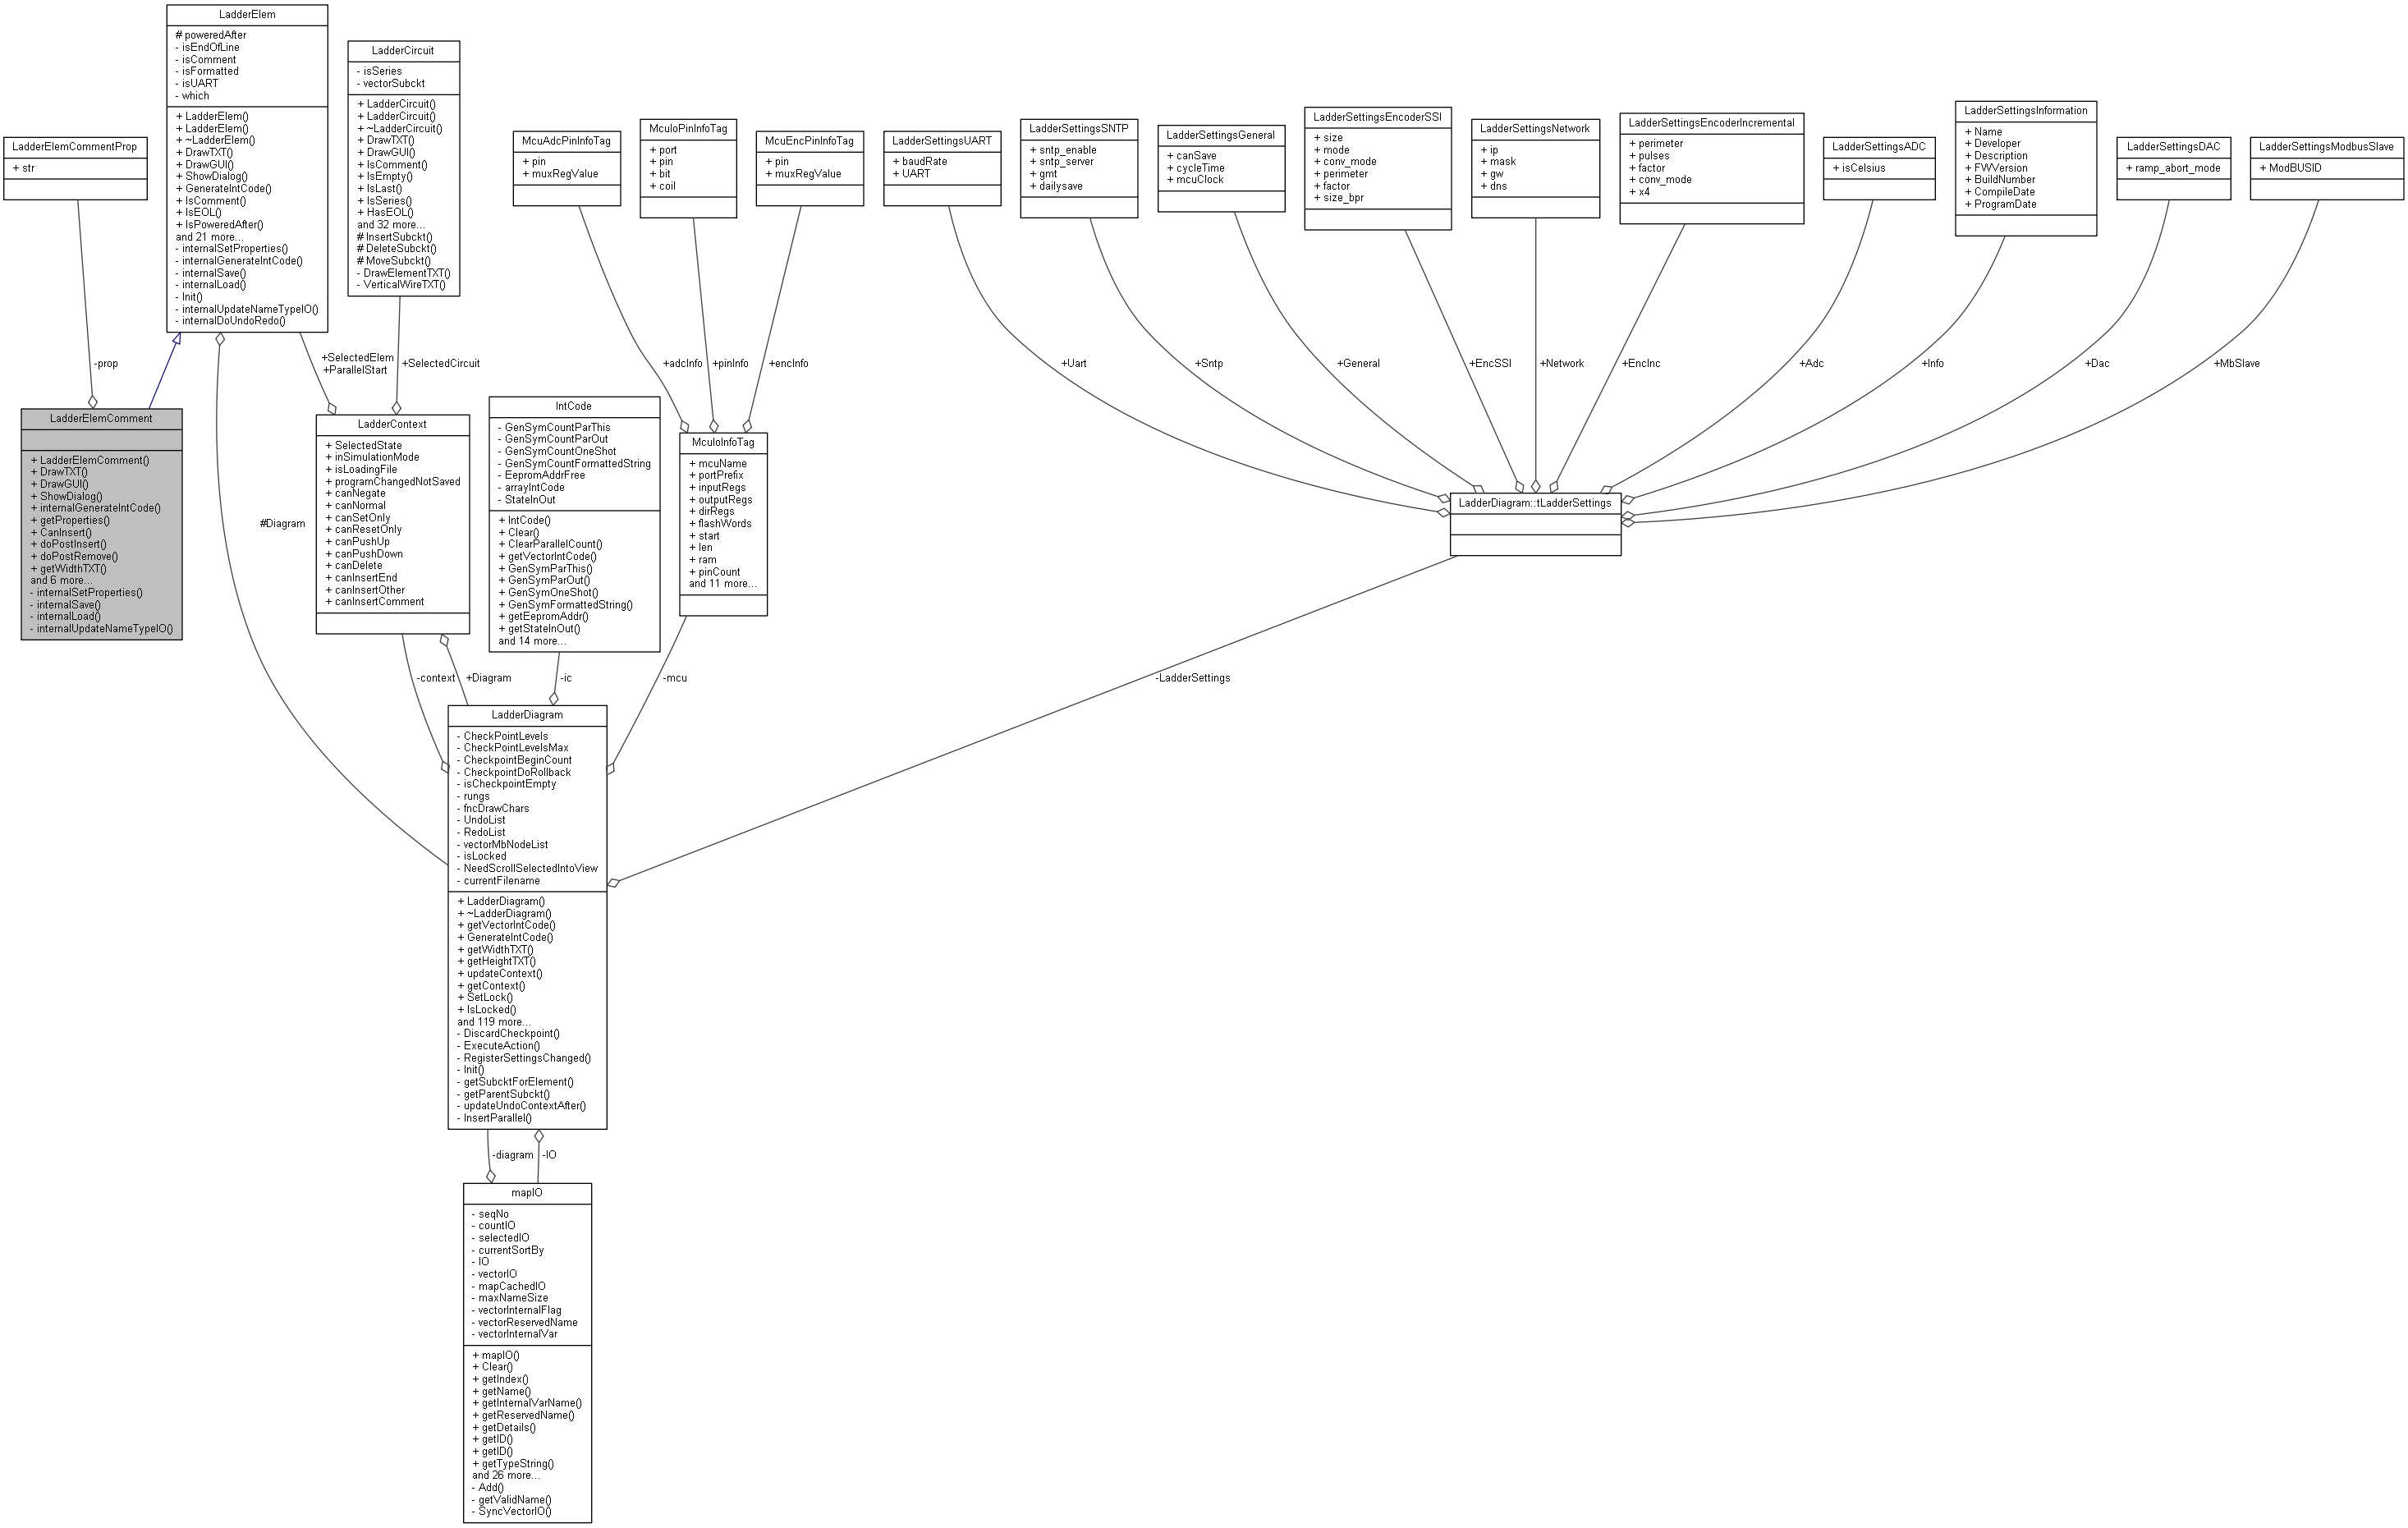 LadderElem
# poweredAfter
- isEndOfLine
- isComment
- isFormatted
- isUART
- which
+ LadderElem()
+ LadderElem()
+ ~LadderElem()
+ DrawTXT()
+ DrawGUI()
+ ShowDialog()
+ GenerateIntCode()
+ IsComment()
+ IsEOL()
+ IsPoweredAfter()
and 21 more...
- internalSetProperties()
- internalGenerateIntCode()
- internalSave()
- internalLoad()
- Init()
- internalUpdateNameTypeIO()
- internalDoUndoRedo()
LadderCircuit
- isSeries
- vectorSubckt
+ LadderCircuit()
+ LadderCircuit()
+ ~LadderCircuit()
+ DrawTXT()
+ DrawGUI()
+ IsComment()
+ IsEmpty()
+ IsLast()
+ IsSeries()
+ HasEOL()
and 32 more...
# InsertSubckt()
# DeleteSubckt()
# MoveSubckt()
- DrawElementTXT()
- VerticalWireTXT()
LadderElemCommentProp
+ str
McuAdcPinInfoTag
+ pin
+ muxRegValue
McuIoPinInfoTag
+ port
+ pin
+ bit
+ coil
McuEncPinInfoTag
+ pin
+ muxRegValue
LadderSettingsUART
+ baudRate
+ UART
LadderSettingsSNTP
+ sntp_enable
+ sntp_server
+ gmt
+ dailysave
LadderSettingsGeneral
+ canSave
+ cycleTime
+ mcuClock
LadderSettingsEncoderSSI
+ size
+ mode
+ conv_mode
+ perimeter
+ factor
+ size_bpr
LadderSettingsNetwork
+ ip
+ mask
+ gw
+ dns
LadderSettingsEncoderIncremental
+ perimeter
+ pulses
+ factor
+ conv_mode
+ x4
LadderSettingsADC
+ isCelsius
LadderSettingsInformation
+ Name
+ Developer
+ Description
+ FWVersion
+ BuildNumber
+ CompileDate
+ ProgramDate
LadderSettingsDAC
+ ramp_abort_mode
LadderSettingsModbusSlave
+ ModBUSID
-prop
+SelectedElem
+ParallelStart
+SelectedCircuit
+adcInfo
+pinInfo
+encInfo
+Uart
+Sntp
+General
+EncSSI
+Network
+EncInc
+Adc
+Info
+Dac
+MbSlave
LadderElemComment
+ LadderElemComment()
+ DrawTXT()
+ DrawGUI()
+ ShowDialog()
+ internalGenerateIntCode()
+ getProperties()
+ CanInsert()
+ doPostInsert()
+ doPostRemove()
+ getWidthTXT()
and 6 more...
- internalSetProperties()
- internalSave()
- internalLoad()
- internalUpdateNameTypeIO()
#Diagram
LadderContext
+ SelectedState
+ inSimulationMode
+ isLoadingFile
+ programChangedNotSaved
+ canNegate
+ canNormal
+ canSetOnly
+ canResetOnly
+ canPushUp
+ canPushDown
+ canDelete
+ canInsertEnd
+ canInsertOther
+ canInsertComment
IntCode
- GenSymCountParThis
- GenSymCountParOut
- GenSymCountOneShot
- GenSymCountFormattedString
- EepromAddrFree
- arrayIntCode
- StateInOut
+ IntCode()
+ Clear()
+ ClearParallelCount()
+ getVectorIntCode()
+ GenSymParThis()
+ GenSymParOut()
+ GenSymOneShot()
+ GenSymFormattedString()
+ getEepromAddr()
+ getStateInOut()
and 14 more...
McuIoInfoTag
+ mcuName
+ portPrefix
+ inputRegs
+ outputRegs
+ dirRegs
+ flashWords
+ start
+ len
+ ram
+ pinCount
and 11 more...
LadderDiagram::tLadderSettings
-context
+Diagram
-ic
-mcu
-LadderSettings
LadderDiagram
- CheckPointLevels
- CheckPointLevelsMax
- CheckpointBeginCount
- CheckpointDoRollback
- isCheckpointEmpty
- rungs
- fncDrawChars
- UndoList
- RedoList
- vectorMbNodeList
- isLocked
- NeedScrollSelectedIntoView
- currentFilename
+ LadderDiagram()
+ ~LadderDiagram()
+ getVectorIntCode()
+ GenerateIntCode()
+ getWidthTXT()
+ getHeightTXT()
+ updateContext()
+ getContext()
+ SetLock()
+ IsLocked()
and 119 more...
- DiscardCheckpoint()
- ExecuteAction()
- RegisterSettingsChanged()
- Init()
- getSubcktForElement()
- getParentSubckt()
- updateUndoContextAfter()
- InsertParallel()
-diagram
-IO
mapIO
- seqNo
- countIO
- selectedIO
- currentSortBy
- IO
- vectorIO
- mapCachedIO
- maxNameSize
- vectorInternalFlag
- vectorReservedName
- vectorInternalVar
+ mapIO()
+ Clear()
+ getIndex()
+ getName()
+ getInternalVarName()
+ getReservedName()
+ getDetails()
+ getID()
+ getID()
+ getTypeString()
and 26 more...
- Add()
- getValidName()
- SyncVectorIO()